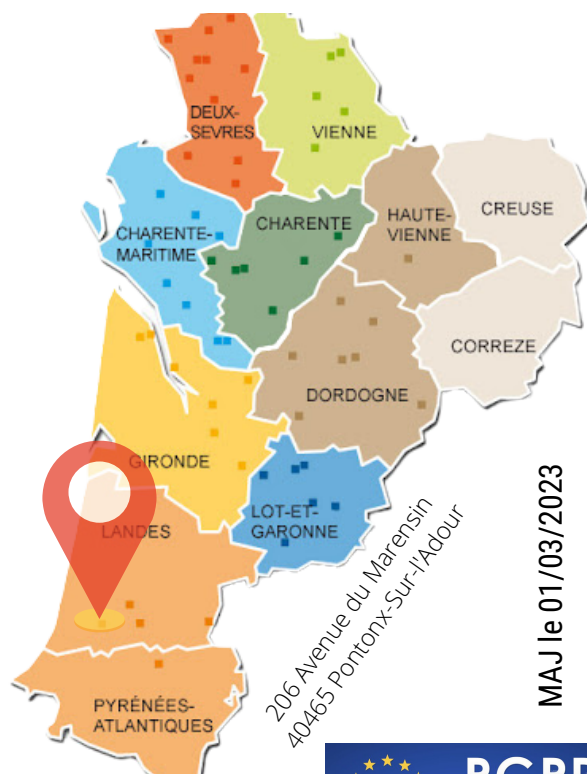 DEUX-
SEVRES
VIENNE
CHARENTE-
MARITIME
CHARENTE
HAUTE-
VIENNE
CREUSE
CORREZE
DORDOGNE
GIRONDE
LOT-ET-
GARONNE
LANDES
PYRÉNÉES-
ATLANTIQUES
206 Avenue du Marensin
40465 Pontonx-Sur-l'Adour
MAJ le 01/03/2023